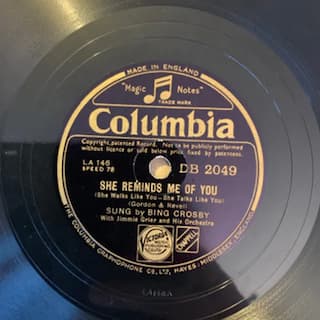 MADE IN ENGLAND
"Magic Notes"
TRADE MARK
Columbia
Copyright, patented Record. Not to be publicly performed
without licence or sold below price fixed by patentees.
LA 146
SPEED 78
DB 2049
SHE REMINDS ME OF YOU
(She Walks Like You—She Talks Like You)
(Gordon & Revel)
SUNG by BING CROSBY
With Jimmie Grier and His Orchestra
THE COLUMBIA GRAPHOPHONE CO. LTD. HAYES, MIDDLESEX, ENGLAND